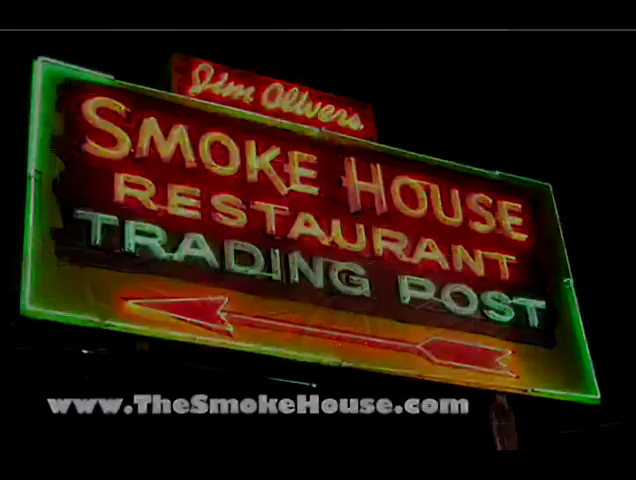 Jim Oliver's
SMOKE HOUSE
RESTAURANT
TRADING POST
www.TheSmokeHouse.com